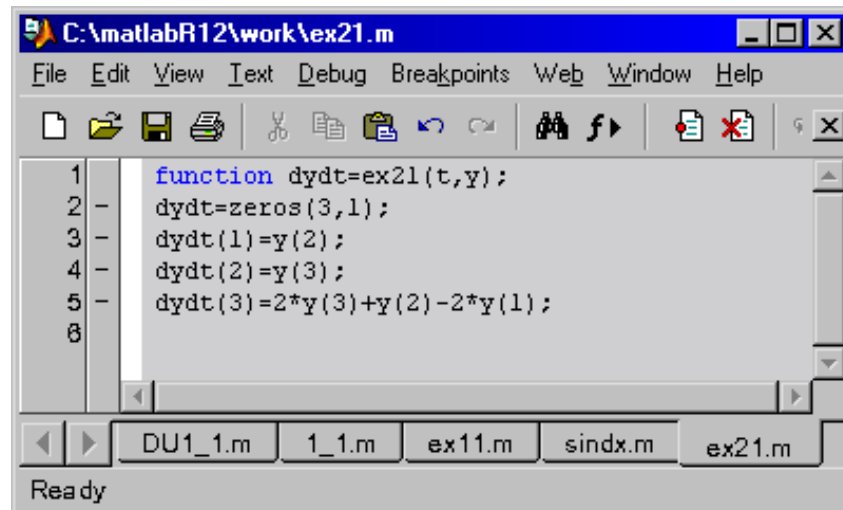 C:\matlabR12\work\ex21.m
File Edit View Text Debug Breakpoints Web Window Help
1 function dydt=ex21(t,y);
2 - dydt=zeros(3,1);
3 - dydt(1)=y(2);
4 - dydt(2)=y(3);
5 - dydt(3)=2*y(3)+y(2)-2*y(1);
6
DU1_1.m 1_1.m ex11.m sindx.m ex21.m
Ready